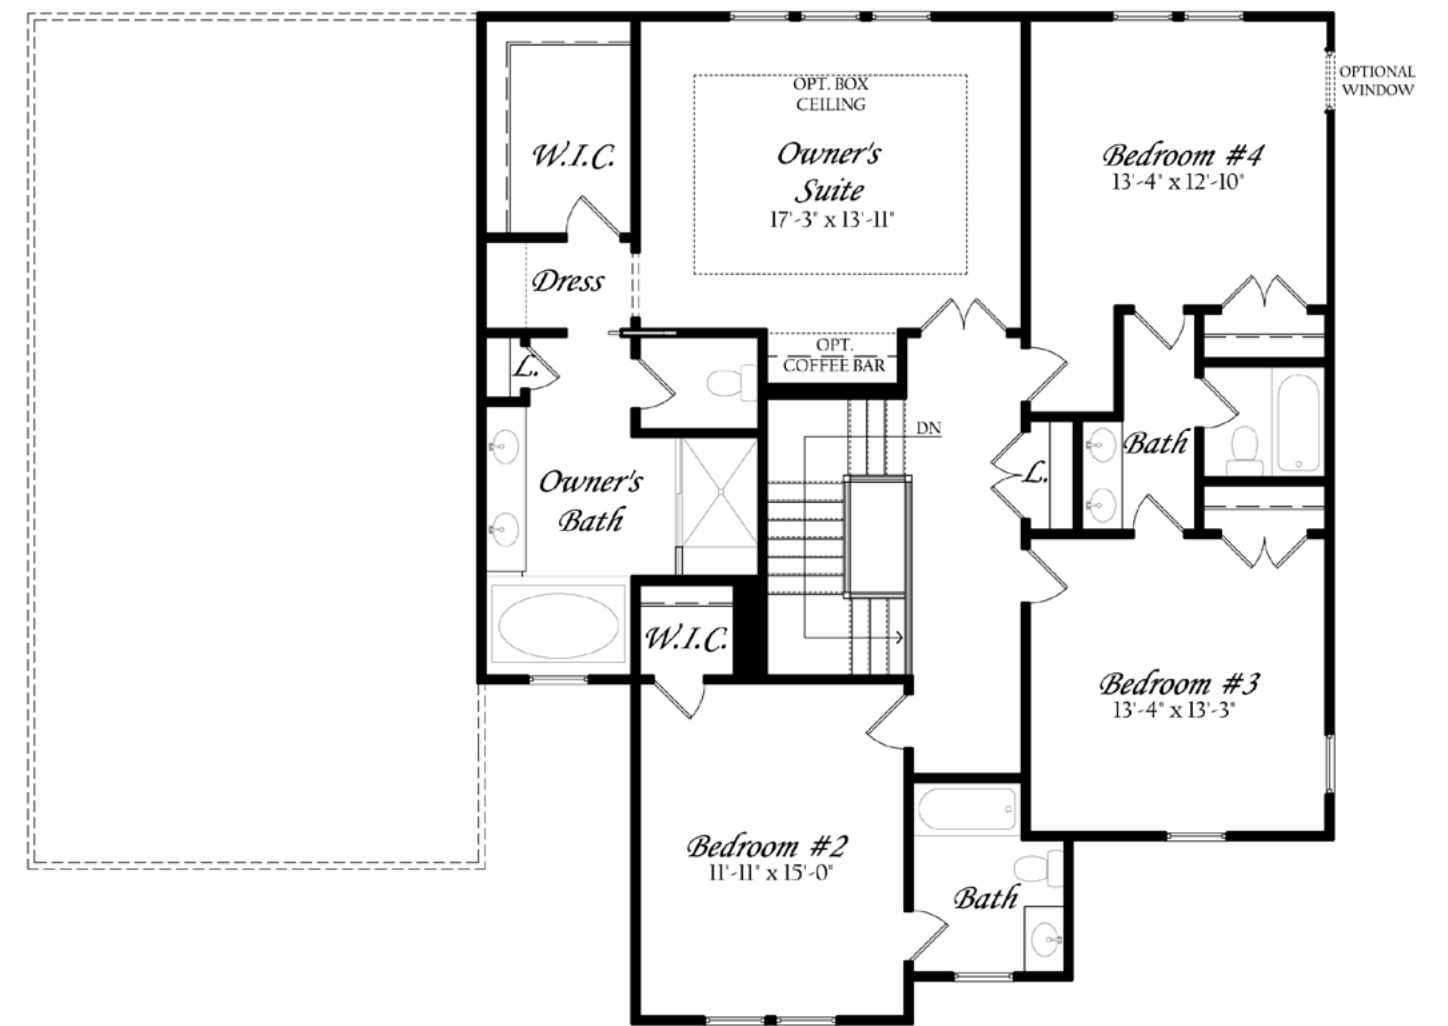 OPTIONAL
WINDOW
OPT. BOX
CEILING
W.I.C.
Owner's
Suite
17'-3" x 13'-11"
Bedroom #4
13'-4" x 12'-10"
Dress
OPT.
COFFEE BAR
L.
DN
Bath
L.
Owner's
Bath
W.I.C.
Bedroom #3
13'-4" x 13'-3"
Bedroom #2
11'-11" x 15'-0"
Bath